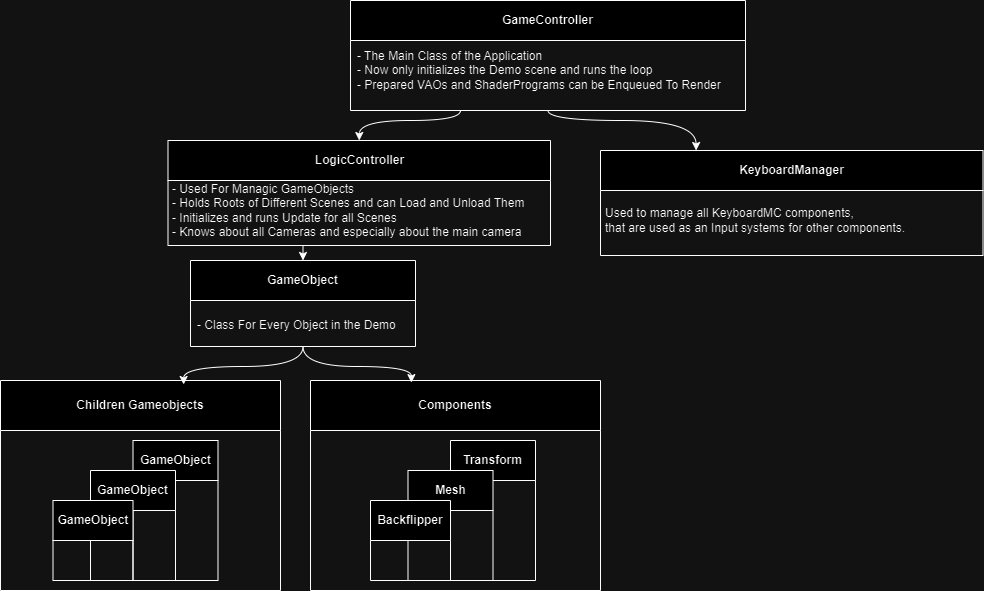 GameController
- The Main Class of the Application
- Now only initializes the Demo scene and runs the loop
- Prepared VAOs and ShaderPrograms can be Enqueued To Render
LogicController
- Used For Managic GameObjects
- Holds Roots of Different Scenes and can Load and Unload Them
- Initializes and runs Update for all Scenes
- Knows about all Cameras and especially about the main camera
KeyboardManager
Used to manage all KeyboardMC components,
that are used as an Input systems for other components.
GameObject
- Class For Every Object in the Demo
Children Gameobjects
GameObject
GameObject
GameObject
Components
Transform
Mesh
Backflipper